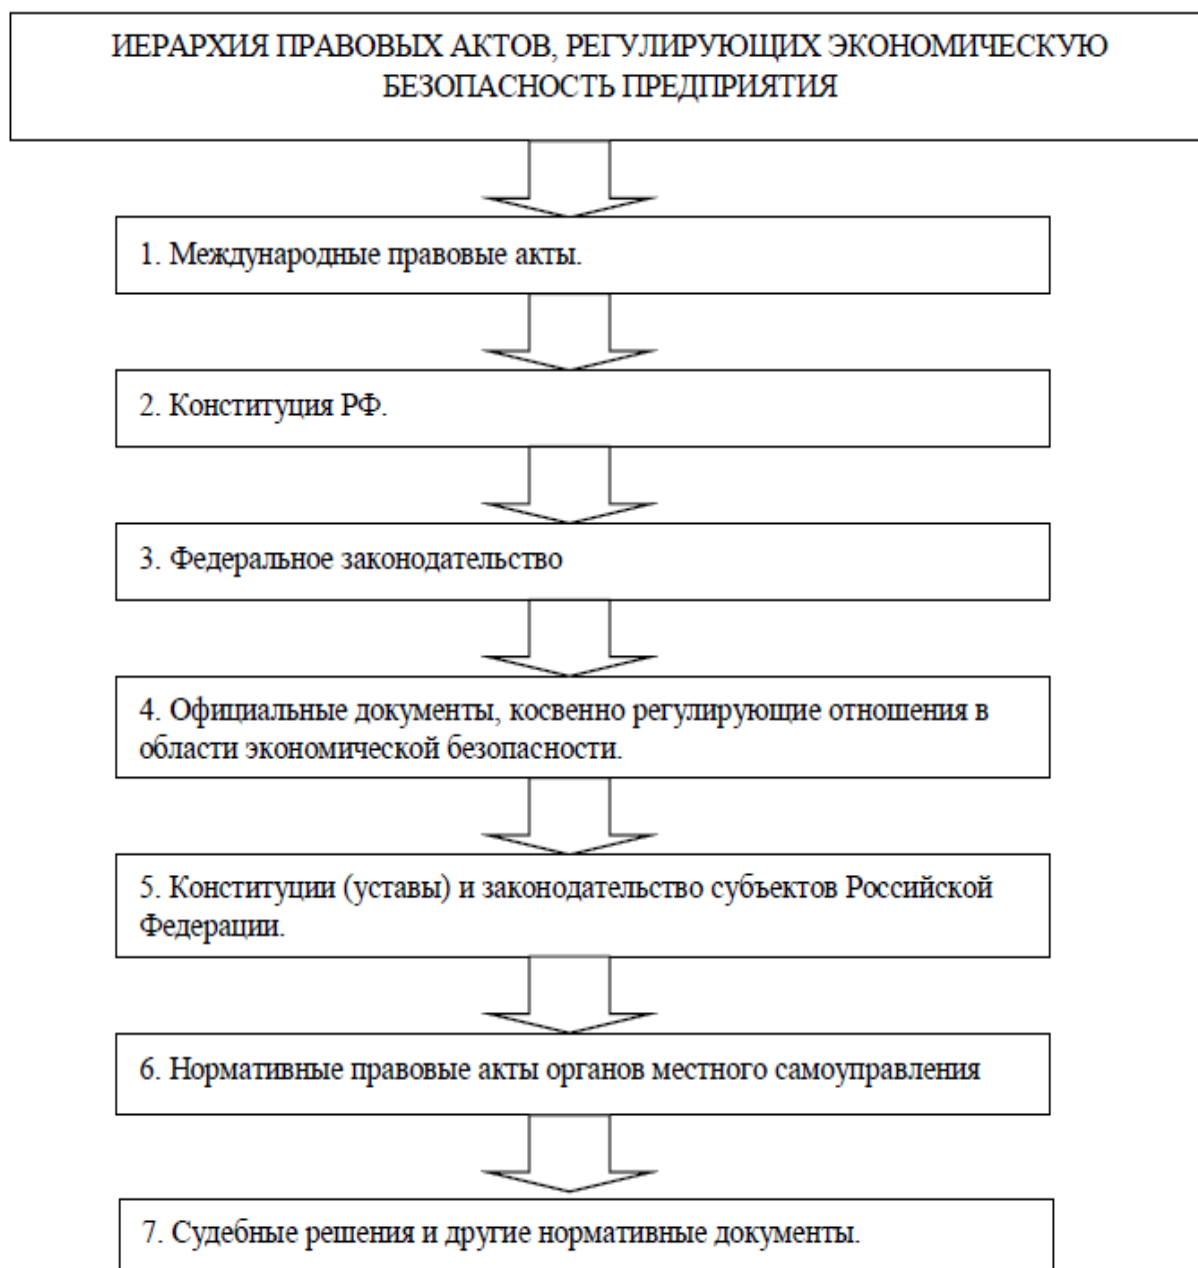 ИЕРАРХИЯ ПРАВОВЫХ АКТОВ, РЕГУЛИРУЮЩИХ ЭКОНОМИЧЕСКУЮ
БЕЗОПАСНОСТЬ ПРЕДПРИЯТИЯ
1. Международные правовые акты.
2. Конституция РФ.
3. Федеральное законодательство
4. Официальные документы, косвенно регулирующие отношения в
области экономической безопасности.
5. Конституции (уставы) и законодательство субъектов Российской
Федерации.
6. Нормативные правовые акты органов местного самоуправления
7. Судебные решения и другие нормативные документы.